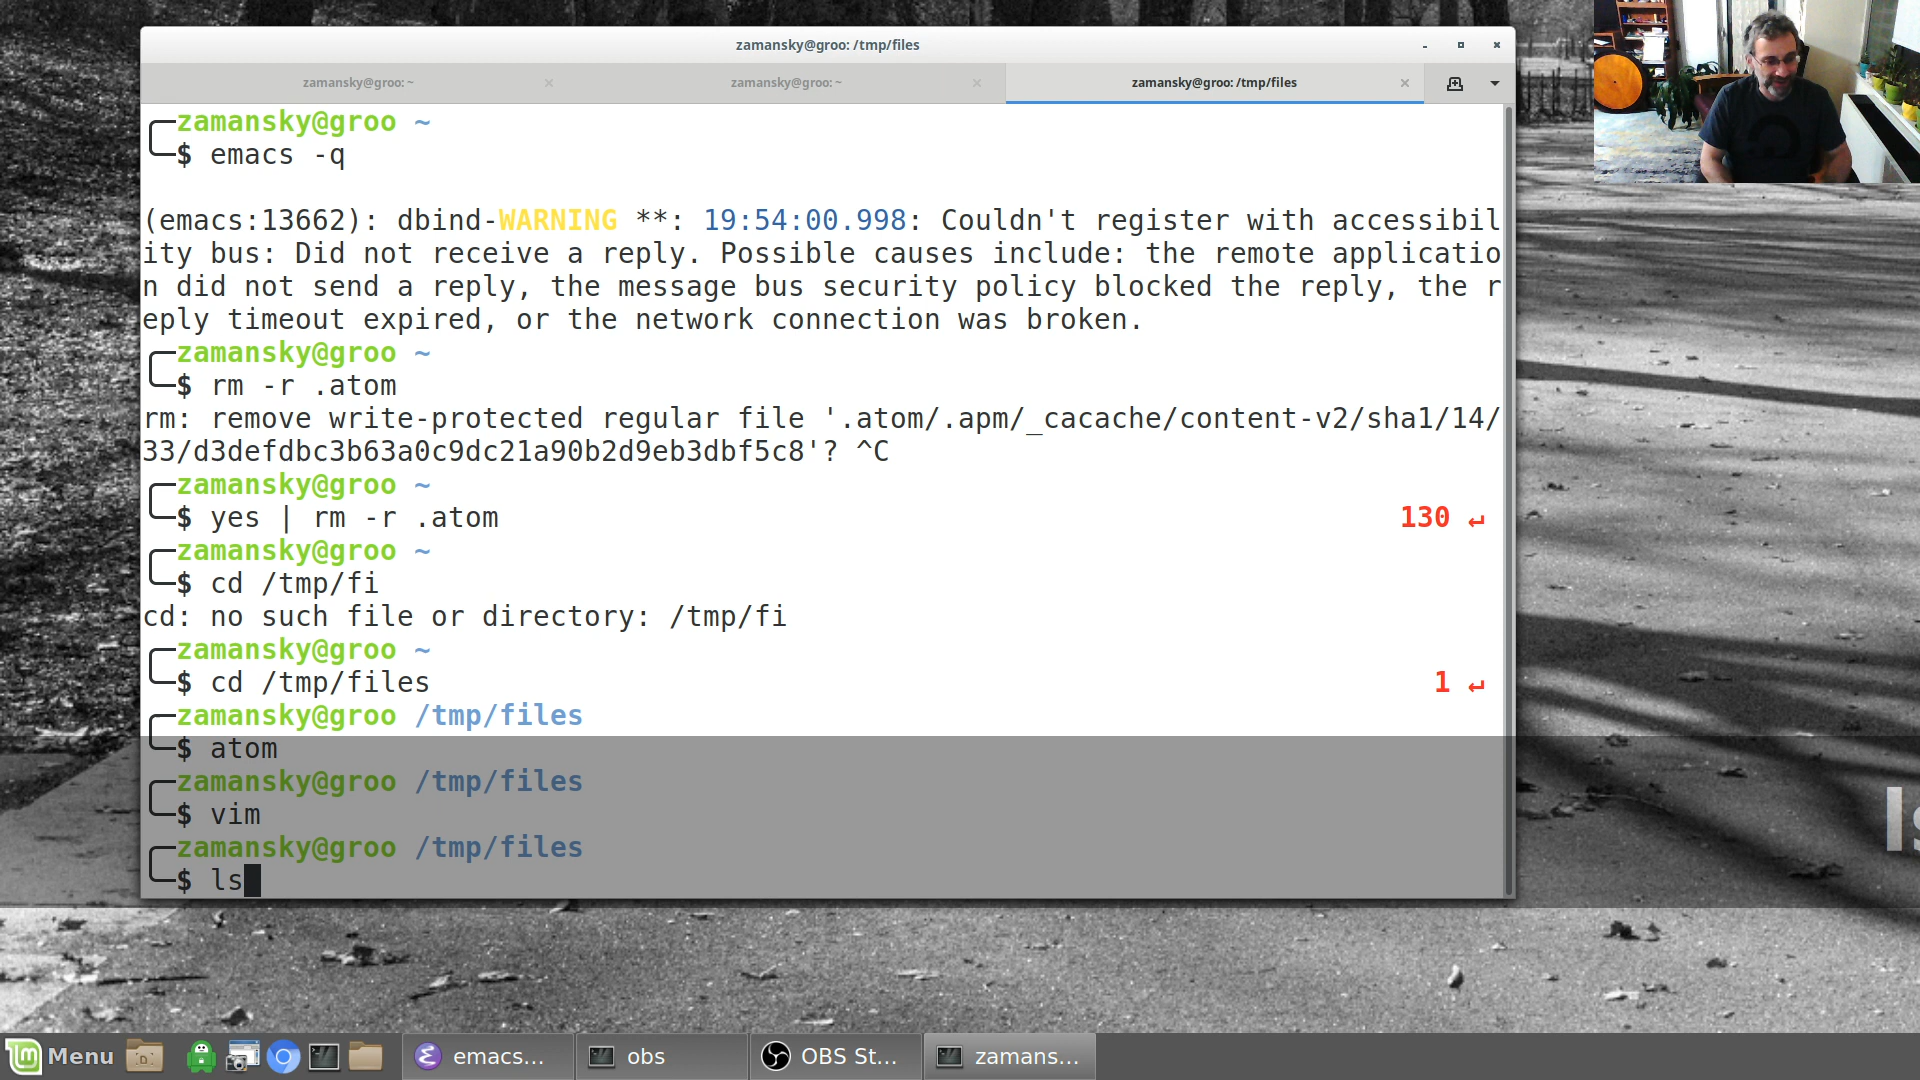 zamansky@groo: /tmp/files
zamansky@groo: ~
zamansky@groo: ~
zamansky@groo: /tmp/files
zamansky@groo ~
$ emacs -q
(emacs:13662): dbind-WARNING **: 19:54:00.998: Couldn't register with accessibil
ity bus: Did not receive a reply. Possible causes include: the remote applicatio
n did not send a reply, the message bus security policy blocked the reply, the r
eply timeout expired, or the network connection was broken.
zamansky@groo ~
$ rm -r .atom
rm: remove write-protected regular file '.atom/.apm/_cacache/content-v2/sha1/14/
33/d3defdbc3b63a0c9dc21a90b2d9eb3dbf5c8'? ^C
zamansky@groo ~
$ yes | rm -r .atom 130 ↵
zamansky@groo ~
$ cd /tmp/fi
cd: no such file or directory: /tmp/fi
zamansky@groo ~
$ cd /tmp/files 1 ↵
zamansky@groo /tmp/files
$ atom
zamansky@groo /tmp/files
$ vim
zamansky@groo /tmp/files
$ ls
Menu
emacs...
obs
OBS St...
zamans...